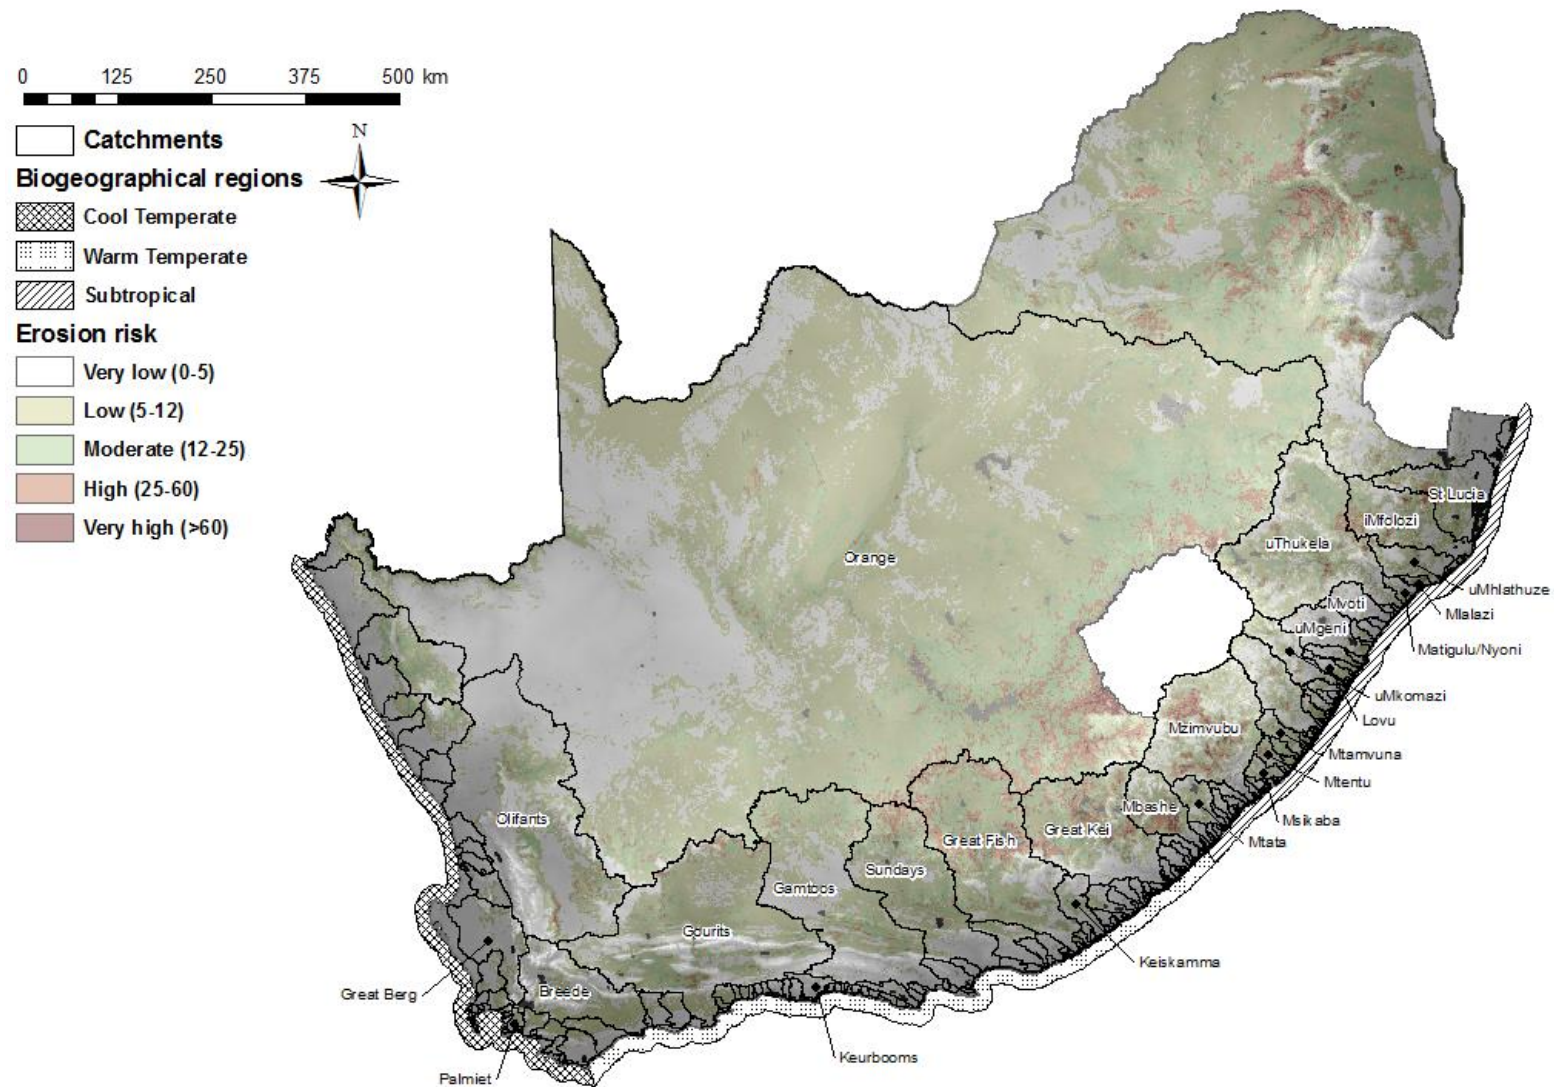 0 125 250 375 500 km
N
Catchments
Biogeographical regions
Cool Temperate
Warm Temperate
Subtropical
Erosion risk
Very low (0-5)
Low (5-12)
Moderate (12-25)
High (25-60)
Very high (>60)
St Lucia
iMfolozi
uThukela
Orange
uMhlathuze
Mvoti
Mlalazi
uMgeni
Matigulu/Nyoni
uMkomazi
Lovu
Mzimvubu
Mtamvuna
Mtentu
Mbashe
Msikaba
Olifants
Great Kei
Great Fish
Mtata
Sundays
Gamtoos
Gourits
Keiskamma
Great Berg
Breede
Keurbooms
Palmiet